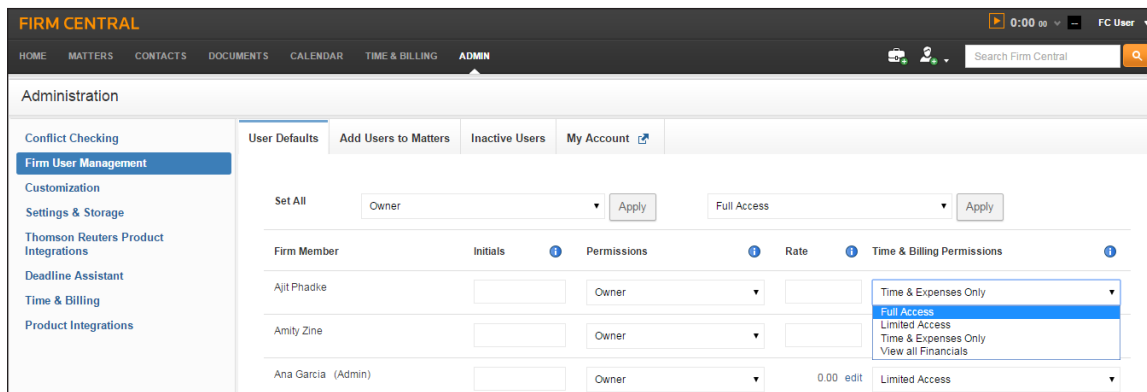 FIRM CENTRAL
0:00 00 FC User
HOME MATTERS CONTACTS DOCUMENTS CALENDAR TIME & BILLING ADMIN
Search Firm Central
Administration
Conflict Checking
Firm User Management
Customization
Settings & Storage
Thomson Reuters Product
Integrations
Deadline Assistant
Time & Billing
Product Integrations
User Defaults Add Users to Matters Inactive Users My Account
Set All Owner Apply Full Access Apply
Firm Member Initials Permissions Rate Time & Billing Permissions
Ajit Phadke Owner Time & Expenses Only
Full Access
Limited Access
Time & Expenses Only
View all Financials
Amity Zine Owner
Ana Garcia (Admin) Owner 0.00 edit Limited Access